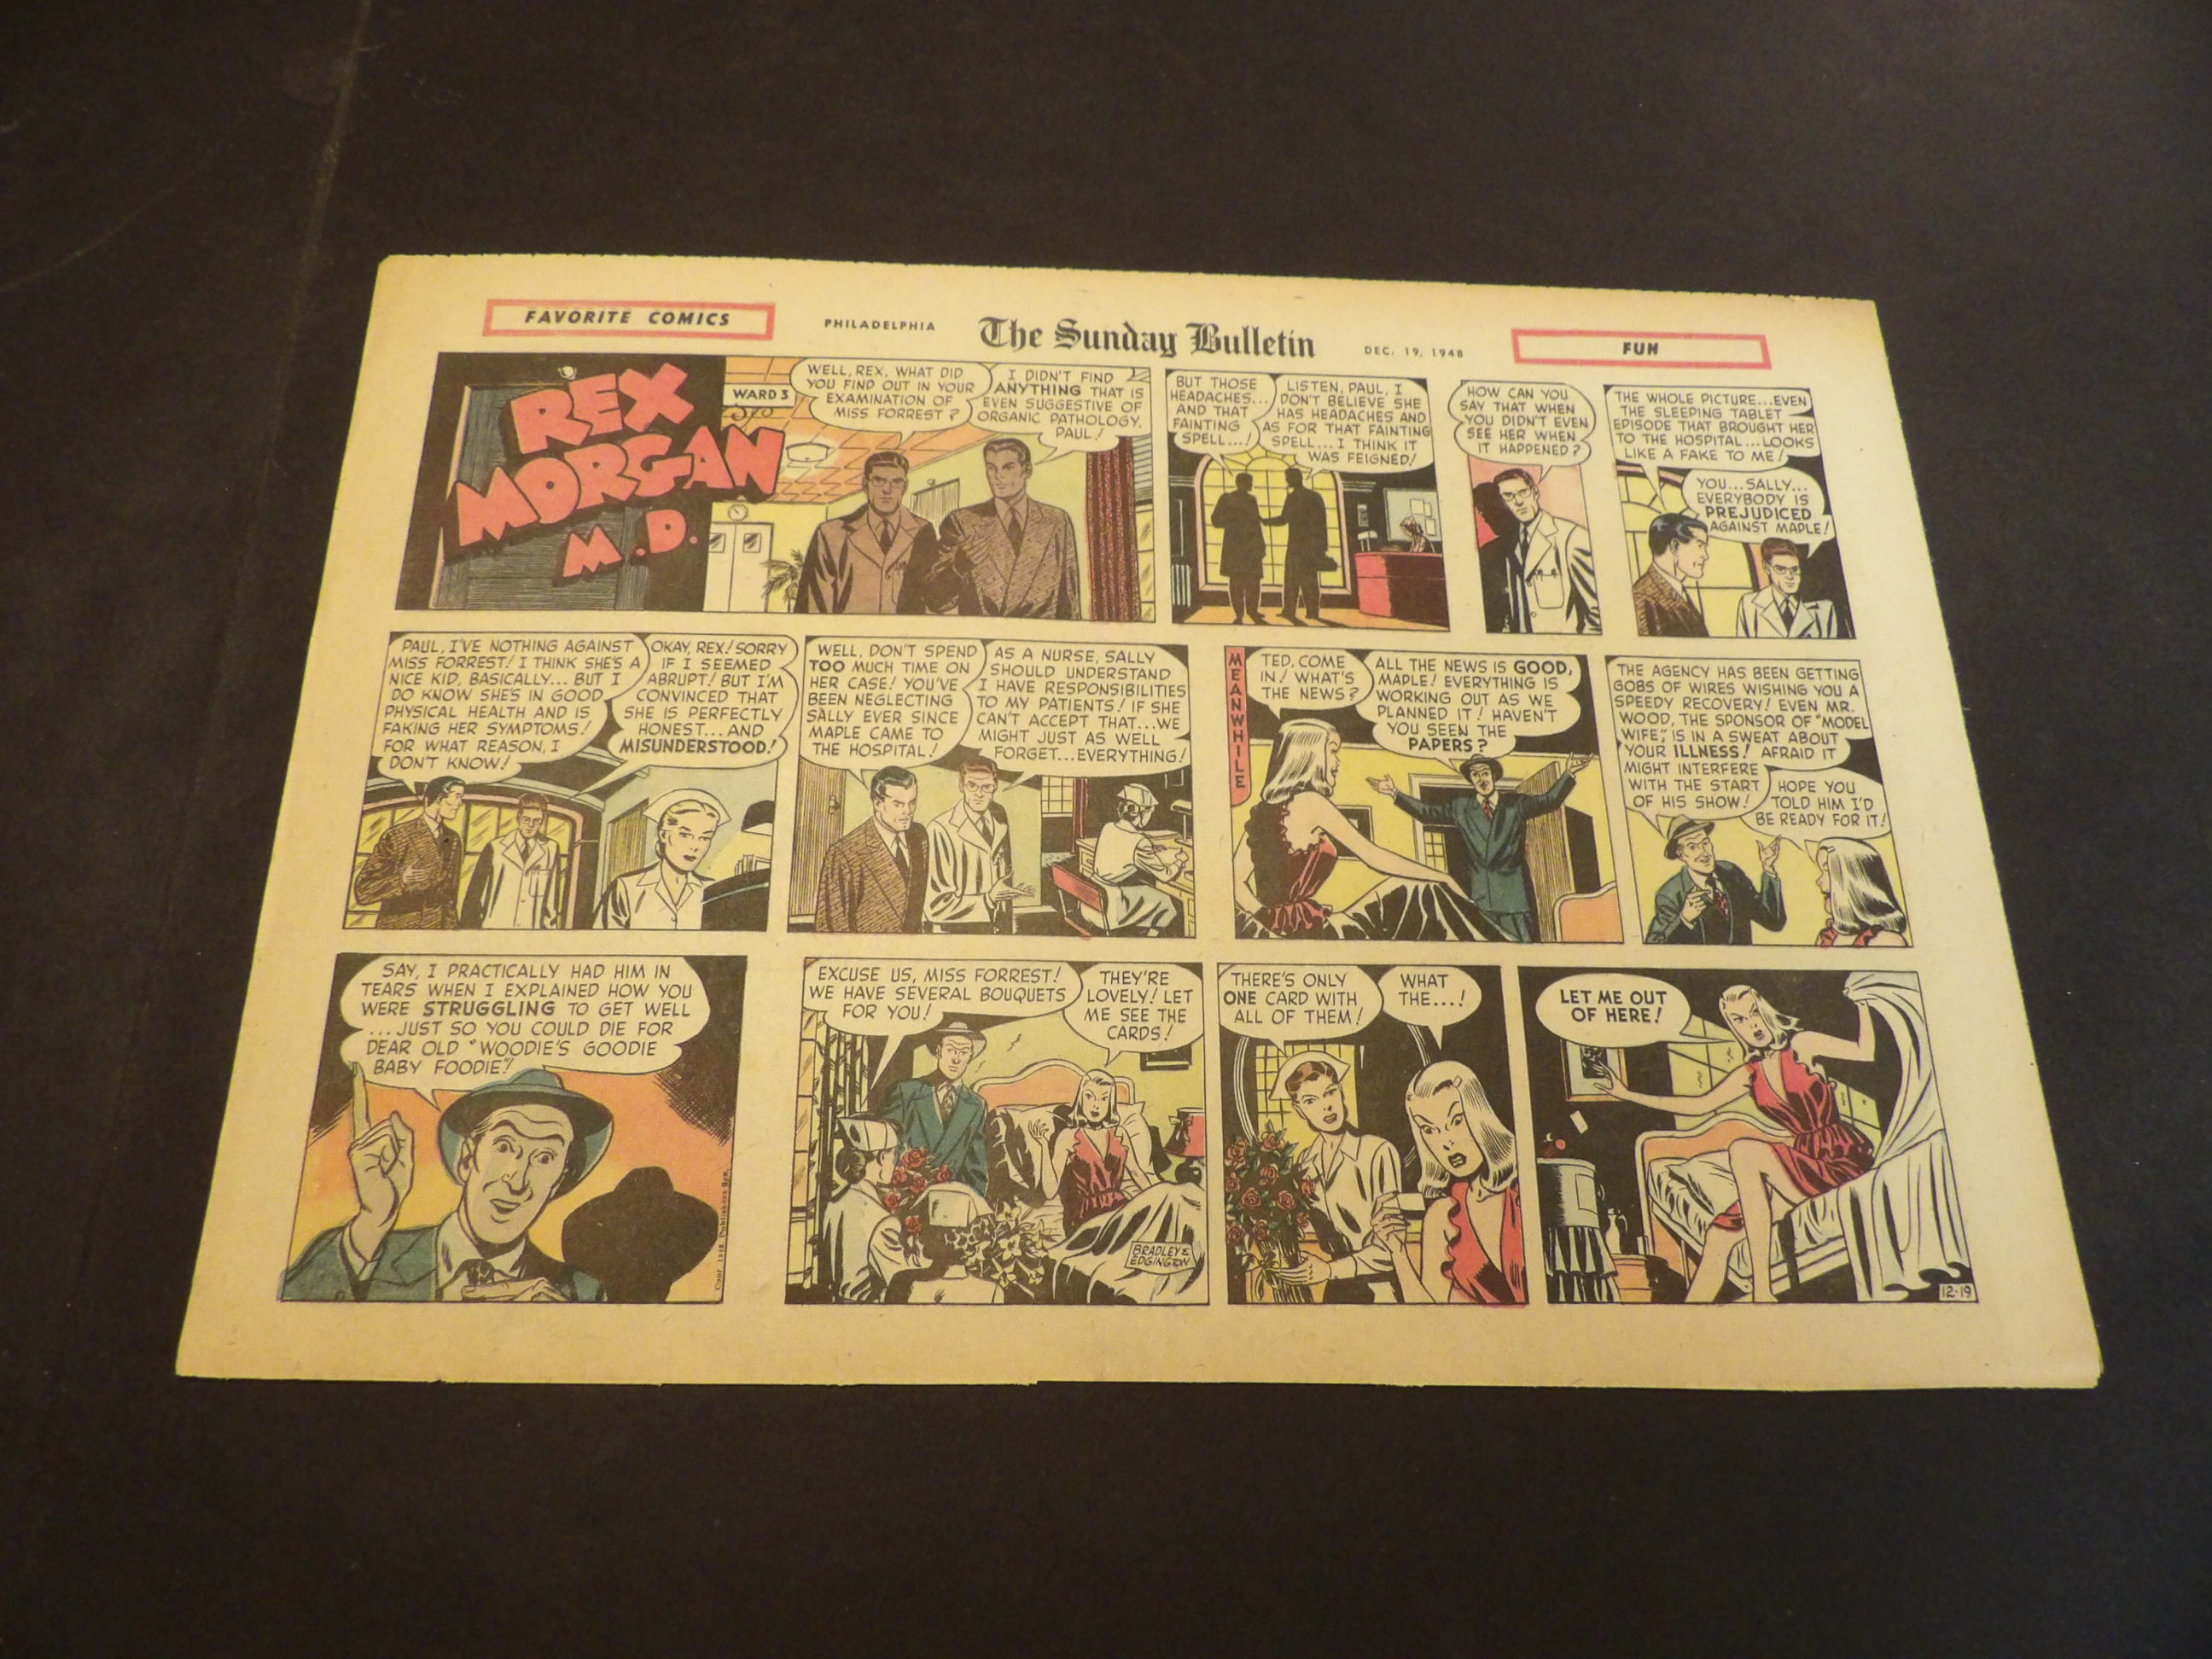 FAVORITE COMICS
PHILADELPHIA
The Sunday Bulletin
DEC. 19, 1948
FUN
REX
MORGAN
M.D.
WARD 3
WELL, REX, WHAT DID
YOU FIND OUT IN YOUR
EXAMINATION OF
MISS FORREST?
I DIDN'T FIND
ANYTHING THAT IS
EVEN SUGGESTIVE OF
ORGANIC PATHOLOGY,
PAUL!
BUT THOSE
HEADACHES...
AND THAT
FAINTING
SPELL...!
LISTEN, PAUL, I
DON'T BELIEVE SHE
HAS HEADACHES AND
AS FOR THAT FAINTING
SPELL... I THINK IT
WAS FEIGNED!
HOW CAN YOU
SAY THAT WHEN
YOU DIDN'T EVEN
SEE HER WHEN
IT HAPPENED?
THE WHOLE PICTURE...EVEN
THE SLEEPING TABLET
EPISODE THAT BROUGHT HER
TO THE HOSPITAL...LOOKS
LIKE A FAKE TO ME!
YOU...SALLY...
EVERYBODY IS
PREJUDICED
AGAINST MAPLE!
PAUL, I'VE NOTHING AGAINST
MISS FORREST! I THINK SHE'S A
NICE KID, BASICALLY... BUT I
DO KNOW SHE'S IN GOOD
PHYSICAL HEALTH AND IS
FAKING HER SYMPTOMS!
FOR WHAT REASON, I
DON'T KNOW!
OKAY, REX! SORRY
IF I SEEMED
ABRUPT! BUT I'M
CONVINCED THAT
SHE IS PERFECTLY
HONEST...AND
MISUNDERSTOOD!
WELL, DON'T SPEND
TOO MUCH TIME ON
HER CASE! YOU'VE
BEEN NEGLECTING
SALLY EVER SINCE
MAPLE CAME TO
THE HOSPITAL!
AS A NURSE, SALLY
SHOULD UNDERSTAND
I HAVE RESPONSIBILITIES
TO MY PATIENTS! IF SHE
CAN'T ACCEPT THAT...WE
MIGHT JUST AS WELL
FORGET...EVERYTHING!
MEANWHILE
TED, COME
IN! WHAT'S
THE NEWS?
ALL THE NEWS IS GOOD,
MAPLE! EVERYTHING IS
WORKING OUT AS WE
PLANNED IT! HAVEN'T
YOU SEEN THE
PAPERS?
THE AGENCY HAS BEEN GETTING
GOBS OF WIRES WISHING YOU A
SPEEDY RECOVERY! EVEN MR.
WOOD, THE SPONSOR OF "MODEL
WIFE," IS IN A SWEAT ABOUT
YOUR ILLNESS! AFRAID IT
MIGHT INTERFERE
WITH THE START
OF HIS SHOW!
HOPE YOU
TOLD HIM I'D
BE READY FOR IT!
SAY, I PRACTICALLY HAD HIM IN
TEARS WHEN I EXPLAINED HOW YOU
WERE STRUGGLING TO GET WELL
...JUST SO YOU COULD DIE FOR
DEAR OLD "WOODIE'S GOODIE
BABY FOODIE"!
EXCUSE US, MISS FORREST!
WE HAVE SEVERAL BOUQUETS
FOR YOU!
THEY'RE
LOVELY! LET
ME SEE THE
CARDS!
BRADLEY &
EDGINGTON
THERE'S ONLY
ONE CARD WITH
ALL OF THEM!
WHAT
THE...!
LET ME OUT
OF HERE!
12-19